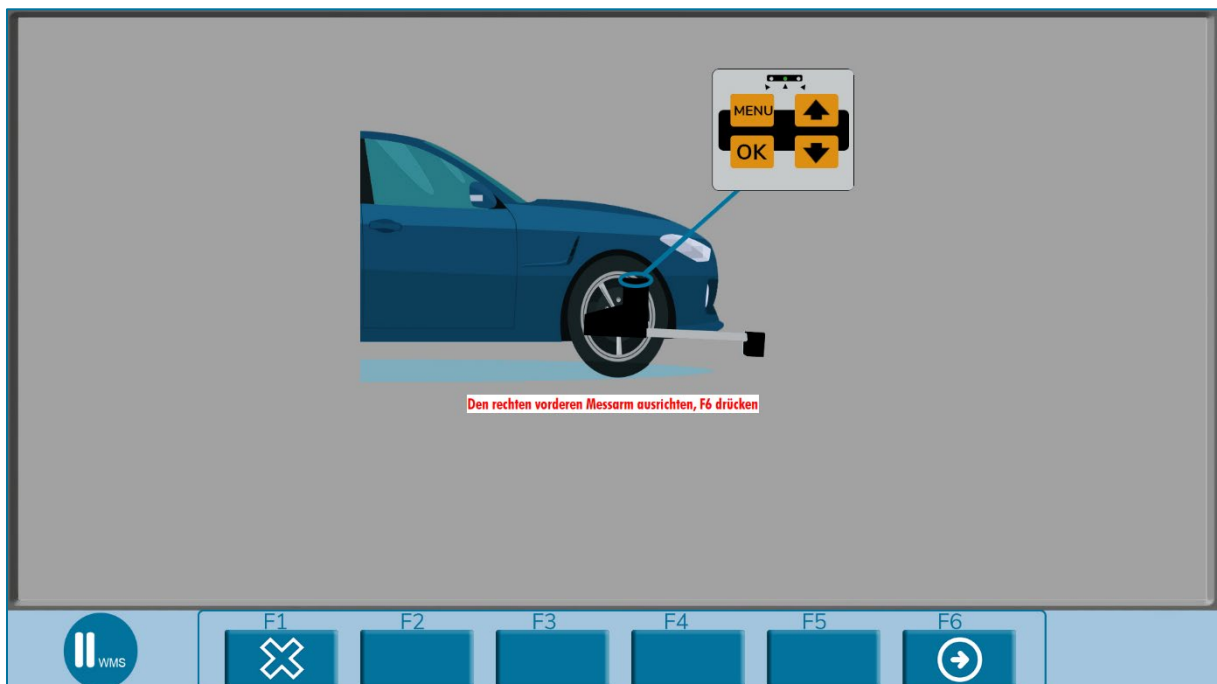 MENU
OK
Den rechten vorderen Messarm ausrichten, F6 drücken
F1 F2 F3 F4 F5 F6
WMS